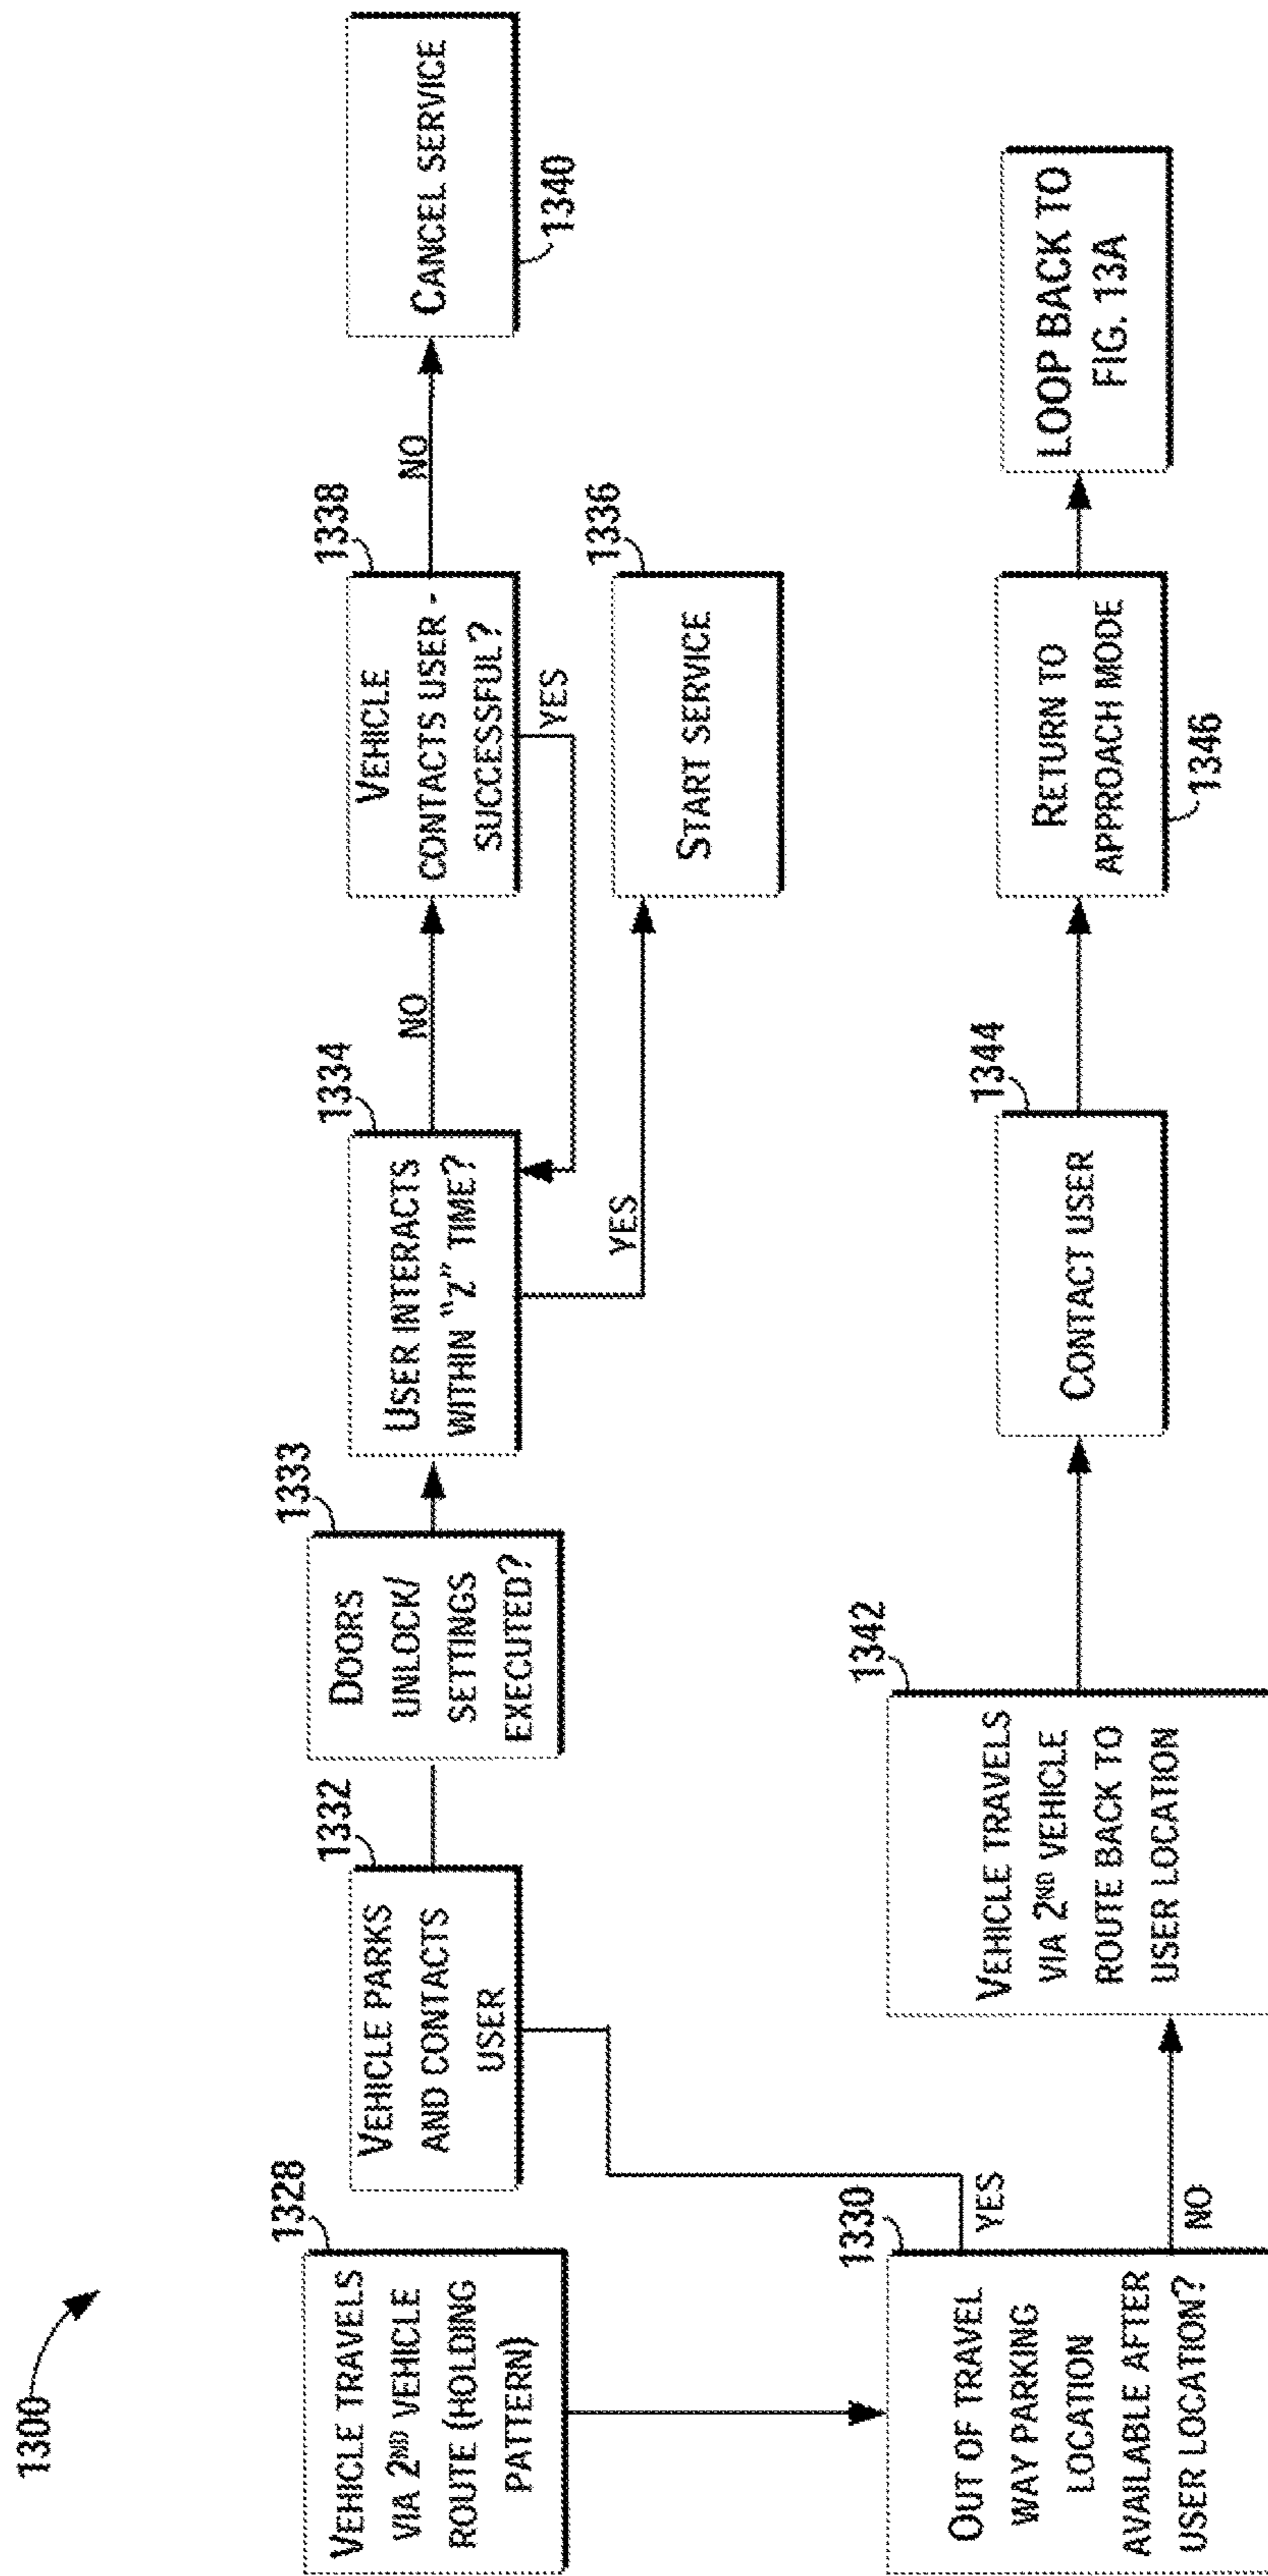 1300
1328
VEHICLE TRAVELS
VIA 2ND VEHICLE
ROUTE (HOLDING
PATTERN)
1332
VEHICLE PARKS
AND CONTACTS
USER
1333
DOORS
UNLOCK/
SETTINGS
EXECUTED?
1334
USER INTERACTS
WITHIN "Z" TIME?
NO
YES
1338
VEHICLE
CONTACTS USER -
SUCCESSFUL?
NO
YES
CANCEL SERVICE
1340
1336
START SERVICE
1330
OUT OF TRAVEL
WAY PARKING
LOCATION
AVAILABLE AFTER
USER LOCATION?
YES
NO
1342
VEHICLE TRAVELS
VIA 2ND VEHICLE
ROUTE BACK TO
USER LOCATION
1344
CONTACT USER
RETURN TO
APPROACH MODE
1346
LOOP BACK TO
FIG. 13A